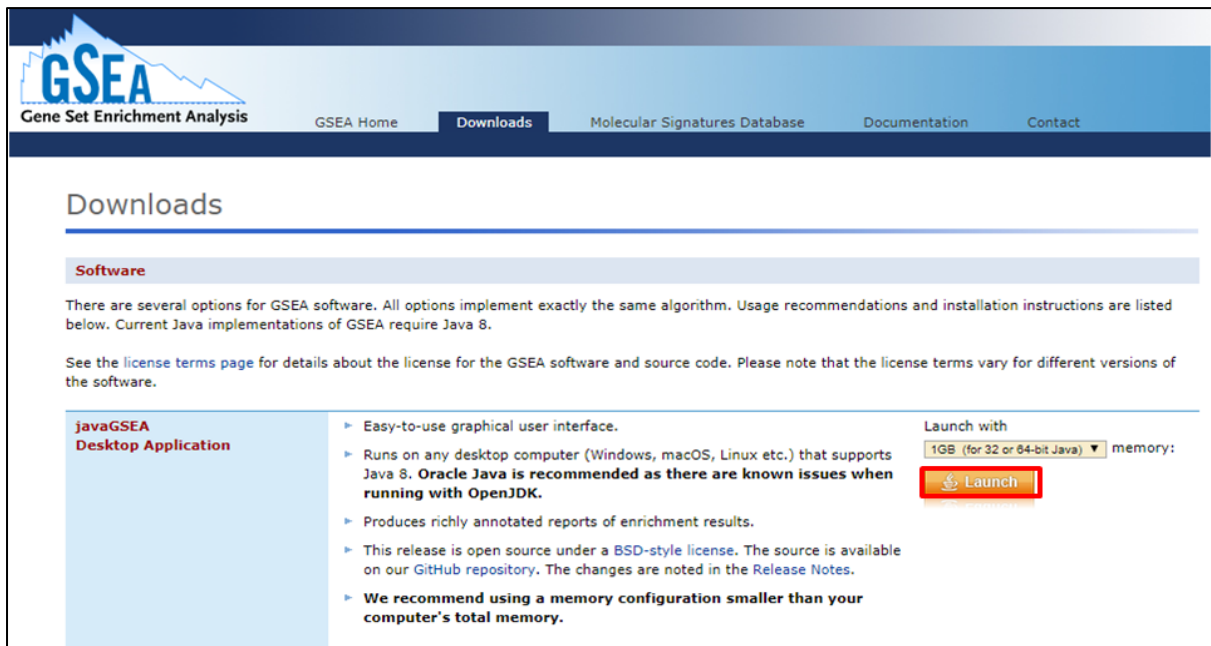 GSEA
Gene Set Enrichment Analysis
GSEA Home Downloads Molecular Signatures Database Documentation Contact
Downloads
Software
There are several options for GSEA software. All options implement exactly the same algorithm. Usage recommendations and installation instructions are listed
below. Current Java implementations of GSEA require Java 8.
See the license terms page for details about the license for the GSEA software and source code. Please note that the license terms vary for different versions of
the software.
javaGSEA
Desktop Application
► Easy-to-use graphical user interface.
► Runs on any desktop computer (Windows, macOS, Linux etc.) that supports
Java 8. Oracle Java is recommended as there are known issues when
running with OpenJDK.
► Produces richly annotated reports of enrichment results.
► This release is open source under a BSD-style license. The source is available
on our GitHub repository. The changes are noted in the Release Notes.
► We recommend using a memory configuration smaller than your
computer's total memory.
Launch with
1GB (for 32 or 64-bit Java) ▼ memory:
Launch